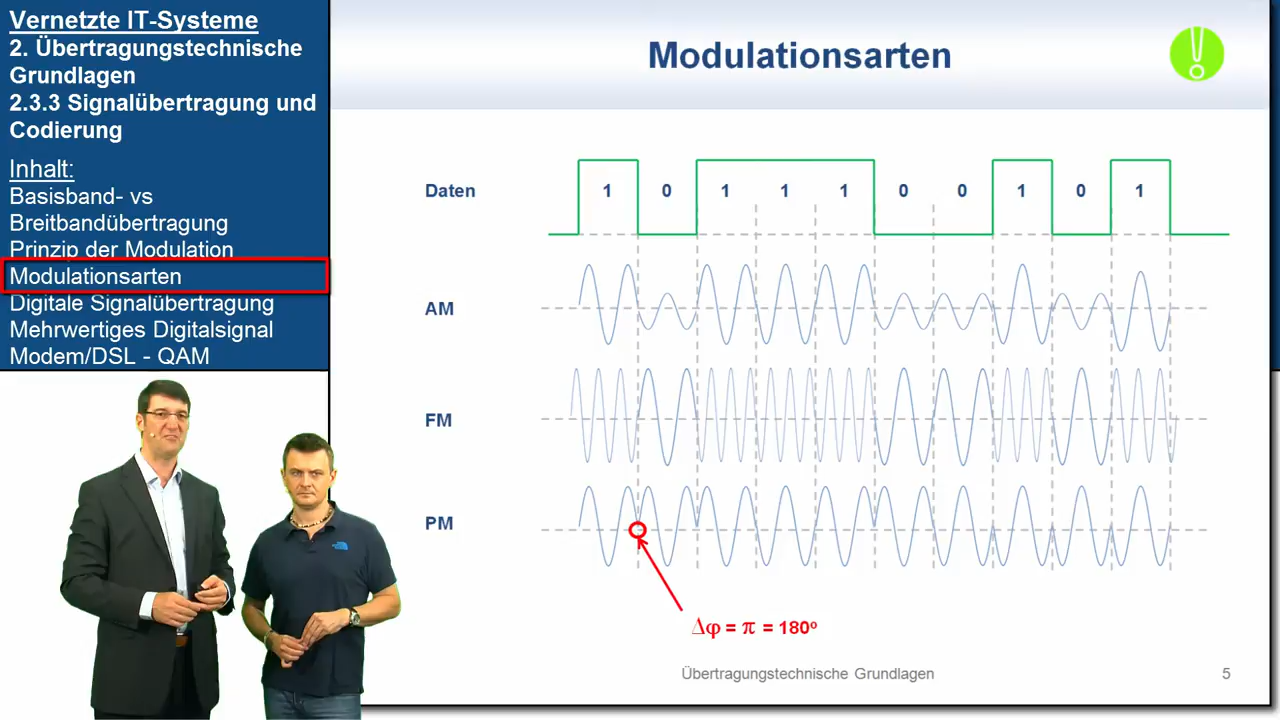 Vernetzte IT-Systeme
2. Übertragungstechnische
Grundlagen
2.3.3 Signalübertragung und
Codierung
Inhalt:
Basisband- vs
Breitbandübertragung
Prinzip der Modulation
Modulationsarten
Digitale Signalübertragung
Mehrwertiges Digitalsignal
Modem/DSL - QAM
Modulationsarten
Daten 1 0 1 1 1 0 0 1 0 1
AM
FM
PM
Δφ = π = 180º
Übertragungstechnische Grundlagen 5